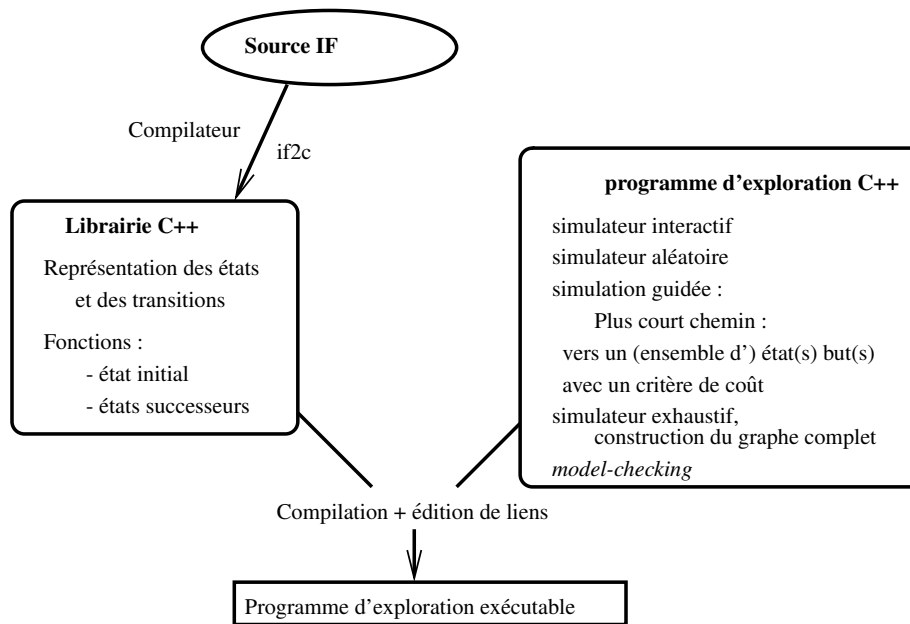 Source IF
Compilateur
if2c
Librairie C++
Représentation des états
et des transitions
Fonctions :
- état initial
- états successeurs
programme d'exploration C++
simulateur interactif
simulateur aléatoire
simulation guidée :
Plus court chemin :
vers un (ensemble d') état(s) but(s)
avec un critère de coût
simulateur exhaustif,
construction du graphe complet
model-checking
Compilation + édition de liens
Programme d'exploration exécutable